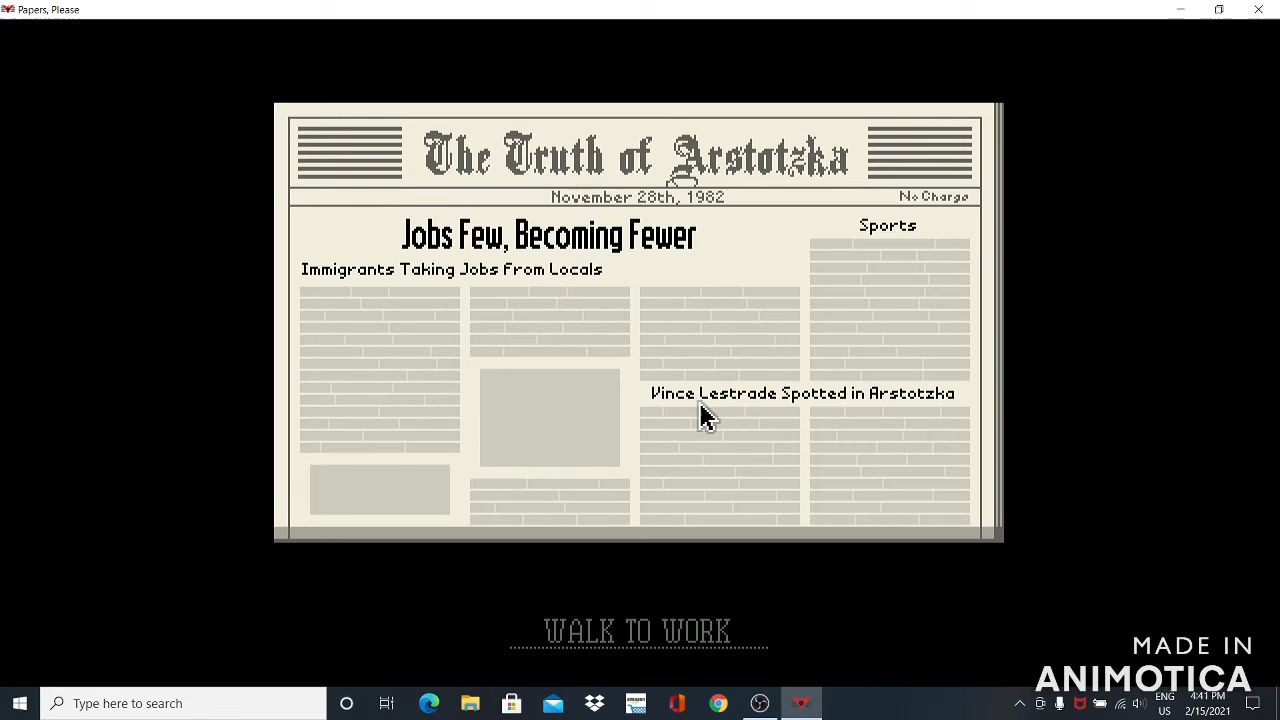 Papers, Please
The Truth of Arstotzka
November 28th, 1982
No Charge
Jobs Few, Becoming Fewer
Immigrants Taking Jobs From Locals
Sports
Vince Lestrade Spotted in Arstotzka
WALK TO WORK
MADE IN
ANIMOTICA
Type here to search
amazon
ENG
US
4:41 PM
2/15/2021